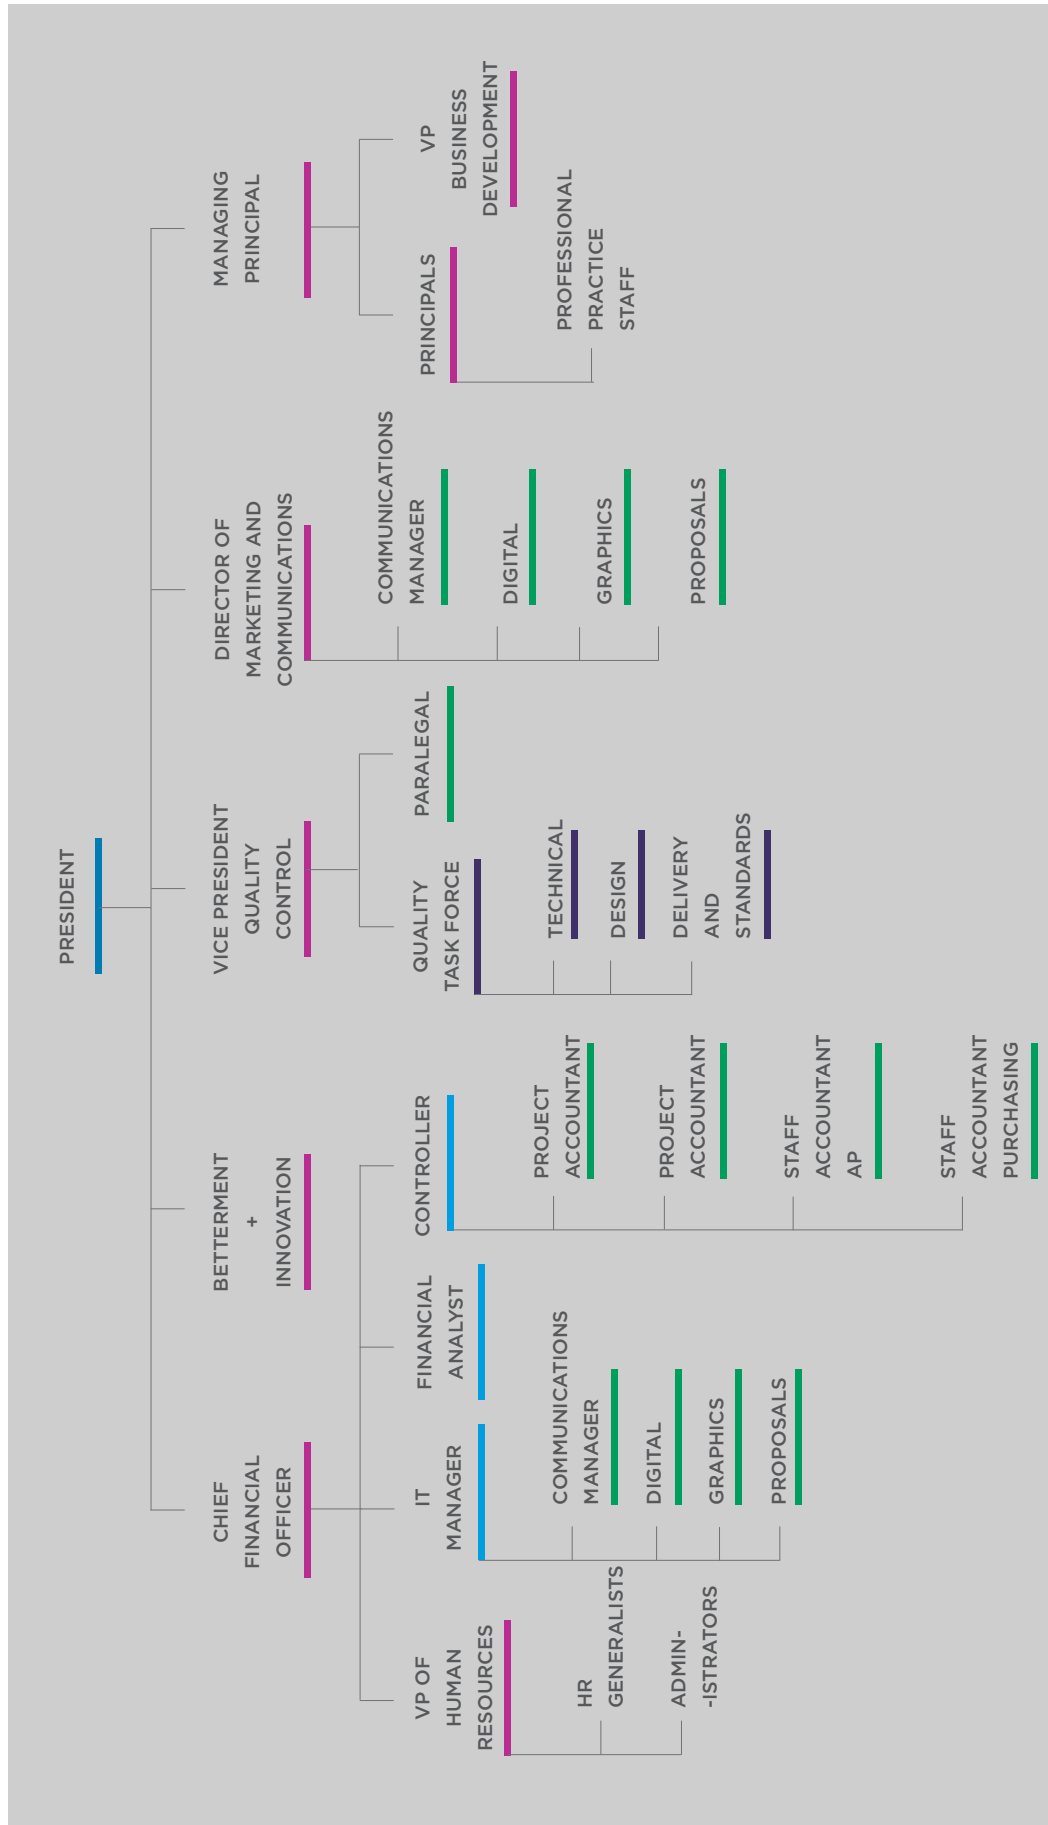 PRESIDENT
CHIEF
FINANCIAL
OFFICER
BETTERMENT
+
INNOVATION
VICE PRESIDENT
QUALITY
CONTROL
DIRECTOR OF
MARKETING AND
COMMUNICATIONS
MANAGING
PRINCIPAL
VP OF
HUMAN
RESOURCES
HR
GENERALISTS
ADMIN-
-ISTRATORS
IT
MANAGER
COMMUNICATIONS
MANAGER
DIGITAL
GRAPHICS
PROPOSALS
FINANCIAL
ANALYST
CONTROLLER
PROJECT
ACCOUNTANT
PROJECT
ACCOUNTANT
STAFF
ACCOUNTANT
AP
STAFF
ACCOUNTANT
PURCHASING
QUALITY
TASK FORCE
TECHNICAL
DESIGN
DELIVERY
AND
STANDARDS
PARALEGAL
COMMUNICATIONS
MANAGER
DIGITAL
GRAPHICS
PROPOSALS
PRINCIPALS
PROFESSIONAL
PRACTICE
STAFF
VP
BUSINESS
DEVELOPMENT